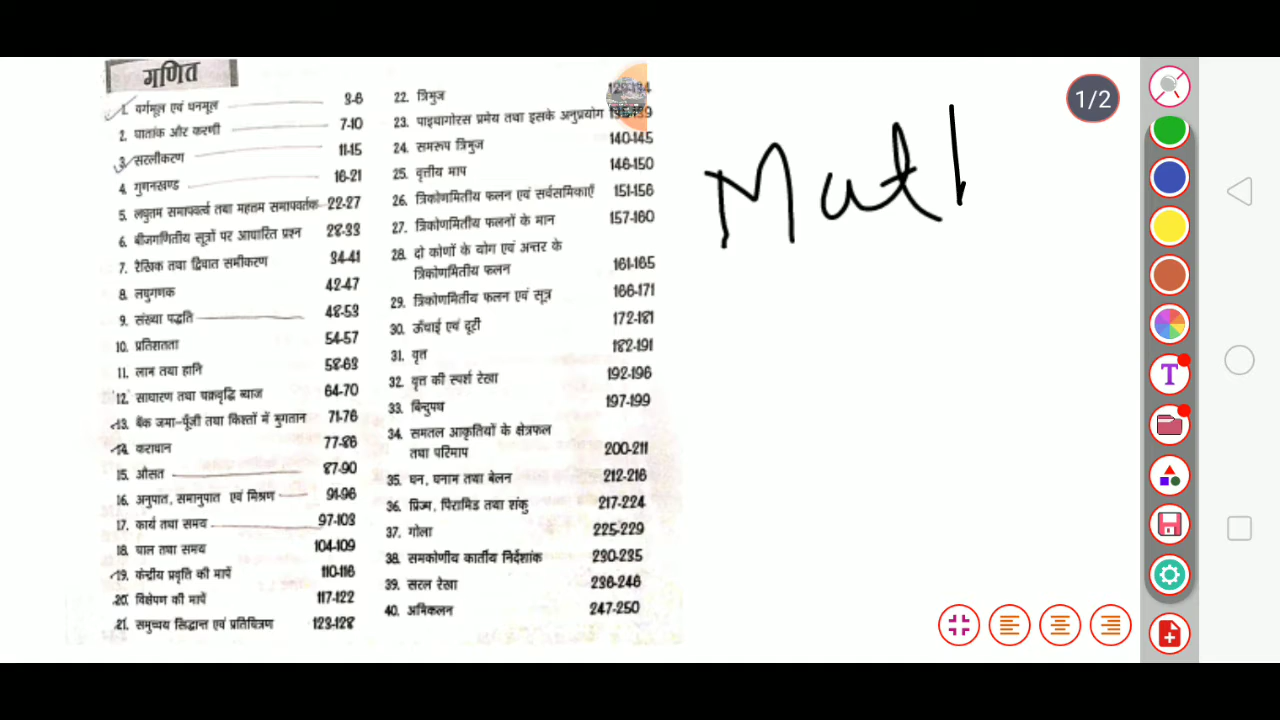 गणित
1. वर्गमूल एवं घनमूल 3-6
2. घातांक और करणी 7-10
3. सरलीकरण 11-15
4. गुणनखण्ड 16-21
5. लघुतम समापवर्त्य तथा महतम समापवर्तक 22-27
6. बीजगणितीय सूत्रों पर आधारित प्रश्न 28-33
7. रैखिक तथा द्विघात समीकरण 34-41
8. लघुगणक 42-47
9. संख्या पद्धति 48-53
10. प्रतिशतता 54-57
11. लाभ तथा हानि 58-63
12. साधारण तथा चक्रवृद्धि ब्याज 64-70
13. बैंक जमा-पूँजी तथा किश्तों में भुगतान 71-76
14. कराधान 77-86
15. औसत 87-90
16. अनुपात, समानुपात एवं मिश्रण 91-96
17. कार्य तथा समय 97-103
18. चाल तथा समय 104-109
19. केन्द्रीय प्रवृति की मापें 110-116
20. विक्षेपण की मापें 117-122
21. समुच्चय सिद्धान्त एवं प्रतिचित्रण 123-128
22. त्रिभुज 129-134
23. पाइथागोरस प्रमेय तथा इसके अनुप्रयोग
24. समरूप त्रिभुज 140-145
25. वृत्तीय माप 146-150
26. त्रिकोणमितीय फलन एवं सर्वसमिकाएँ 151-156
27. त्रिकोणमितीय फलनों के मान 157-160
28. दो कोणों के योग एवं अन्तर के
त्रिकोणमितीय फलन 161-165
29. त्रिकोणमितीय फलन एवं सूत्र 166-171
30. ऊँचाई एवं दूरी 172-181
31. वृत्त 182-191
32. वृत्त की स्पर्श रेखा 192-196
33. बिन्दुपथ 197-199
34. समतल आकृतियों के क्षेत्रफल
तथा परिमाप 200-211
35. घन, घनाभ तथा बेलन 212-216
36. प्रिज्म, पिरामिड तथा शंकु 217-224
37. गोला 225-229
38. समकोणीय कार्तीय निर्देशांक 230-235
39. सरल रेखा 236-246
40. अभिकलन 247-250
Matl
1/2
T